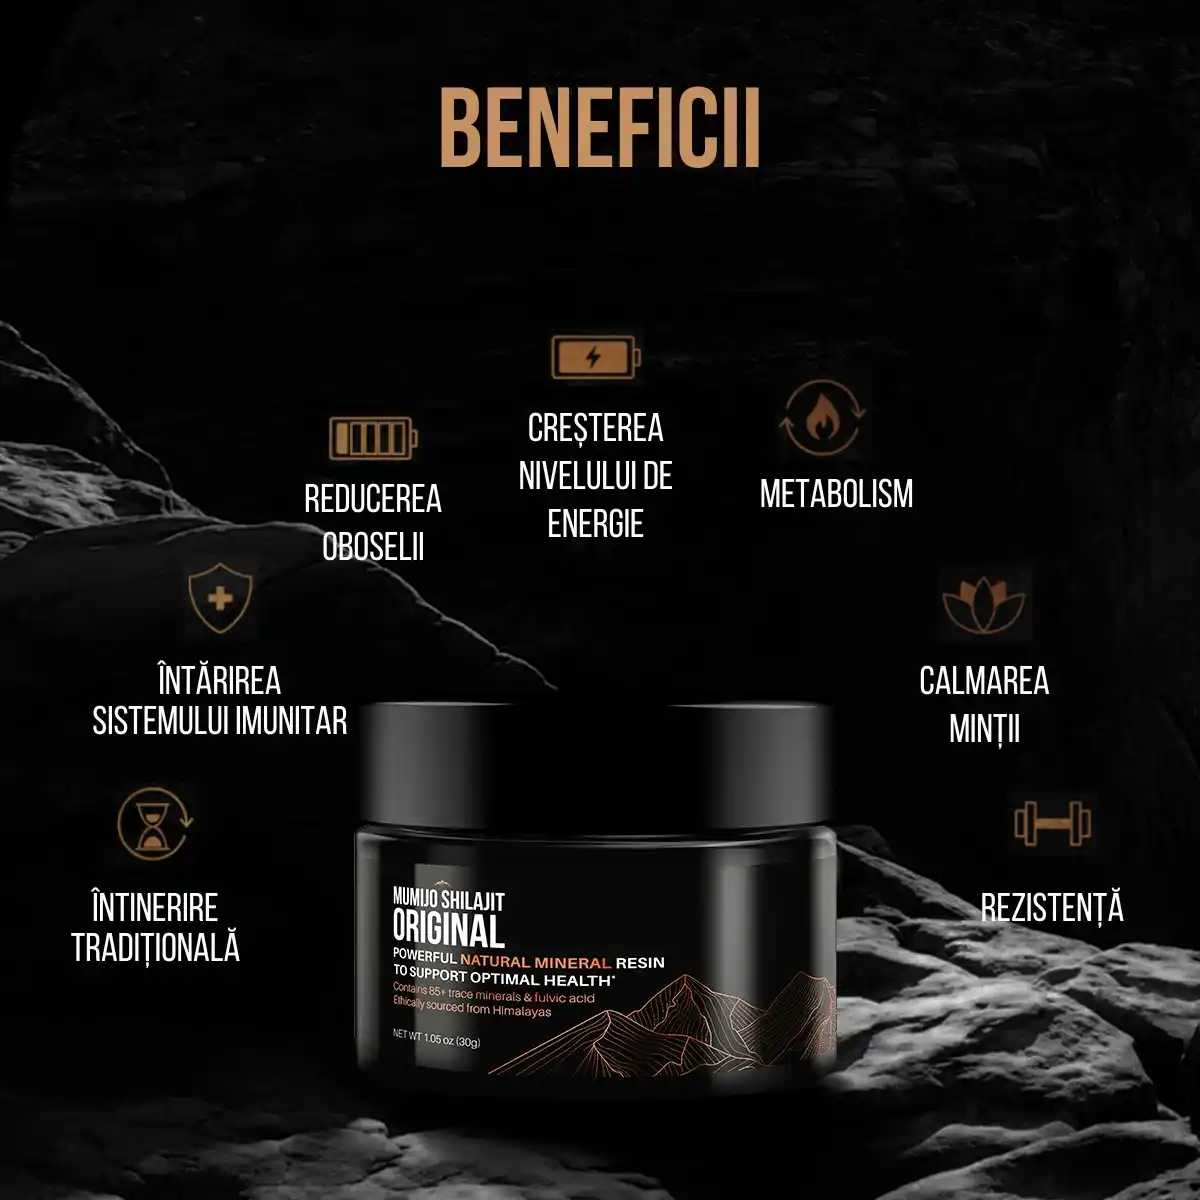 BENEFICII
CREȘTEREA
NIVELULUI DE
ENERGIE
REDUCEREA
OBOSELII
METABOLISM
ÎNTĂRIREA
SISTEMULUI IMUNITAR
CALMAREA
MINȚII
ÎNTINERIRE
TRADIȚIONALĂ
REZISTENȚĂ
MUMIJO SHILAJIT
ORIGINAL
POWERFUL NATURAL MINERAL RESIN
TO SUPPORT OPTIMAL HEALTH*
Contains 85+ trace minerals & fulvic acid
Ethically sourced from Himalayas
NET WT 1.05 oz (30g)